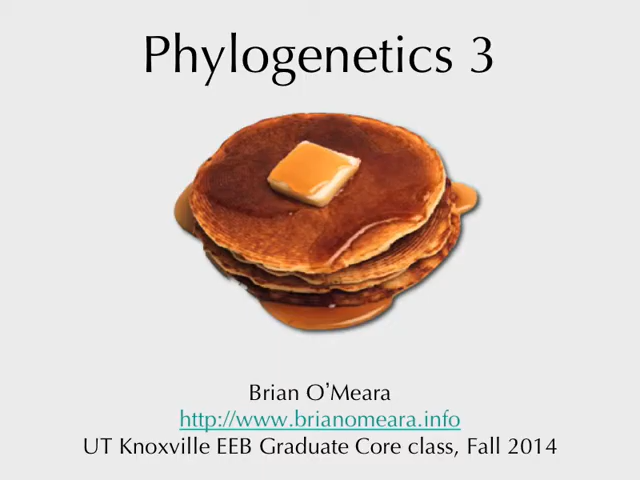 Phylogenetics 3
Brian O’Meara
http://www.brianomeara.info
UT Knoxville EEB Graduate Core class, Fall 2014